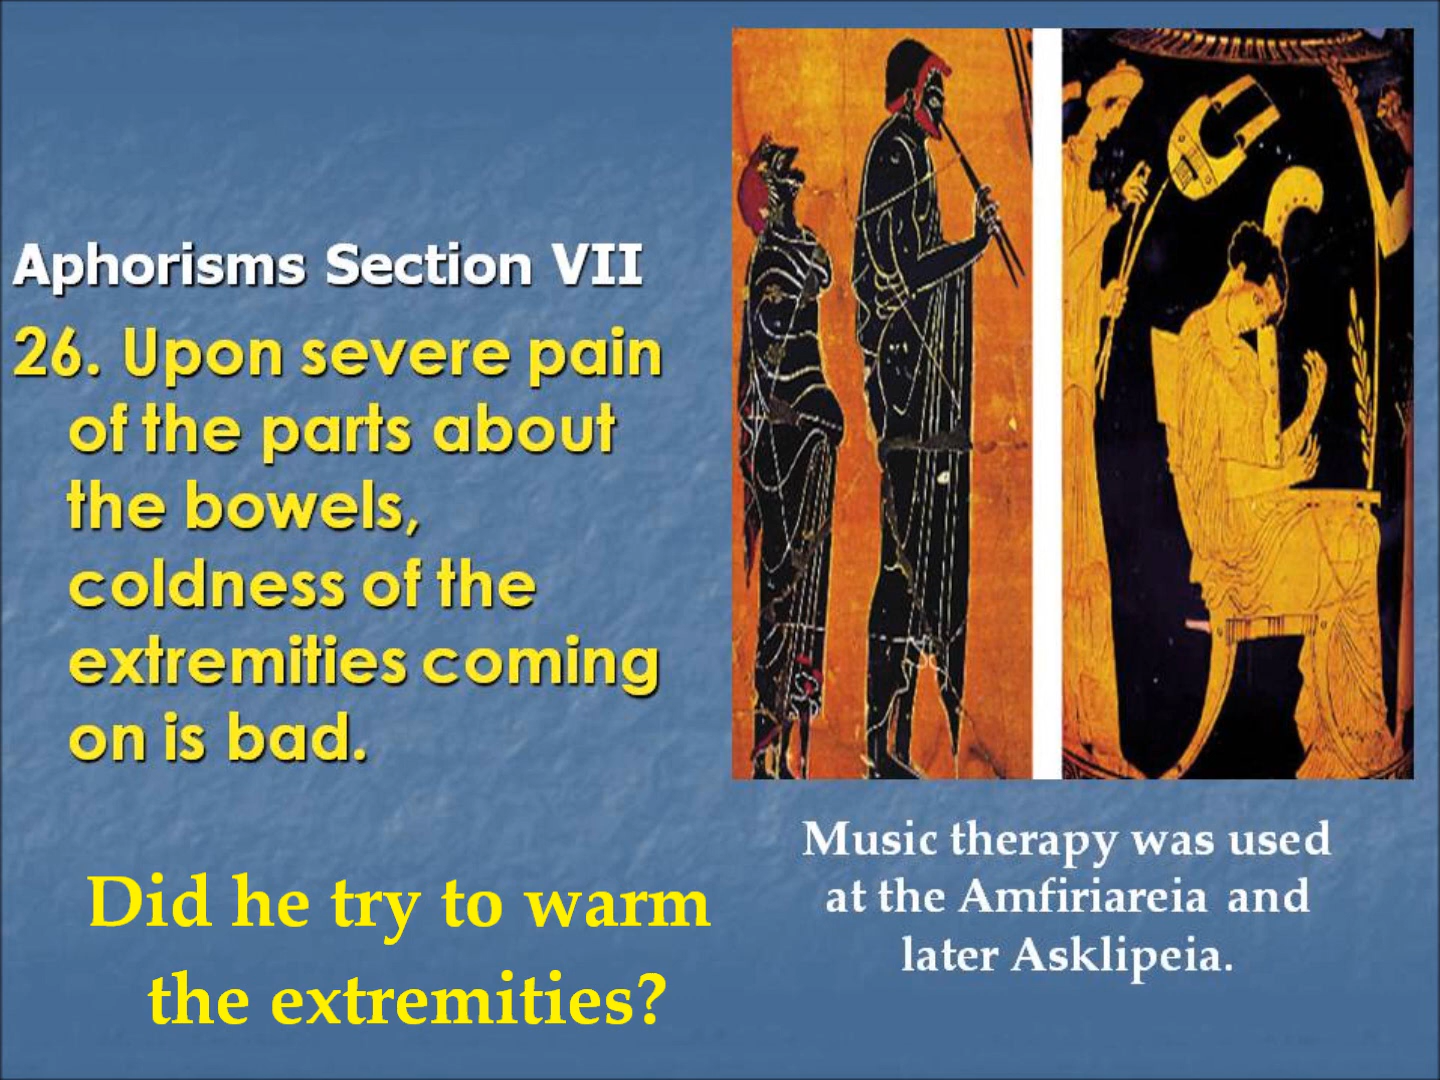 Aphorisms Section VII
26. Upon severe pain
of the parts about
the bowels,
coldness of the
extremities coming
on is bad.
Did he try to warm
the extremities?
Music therapy was used
at the Amfiriareia and
later Asklipeia.